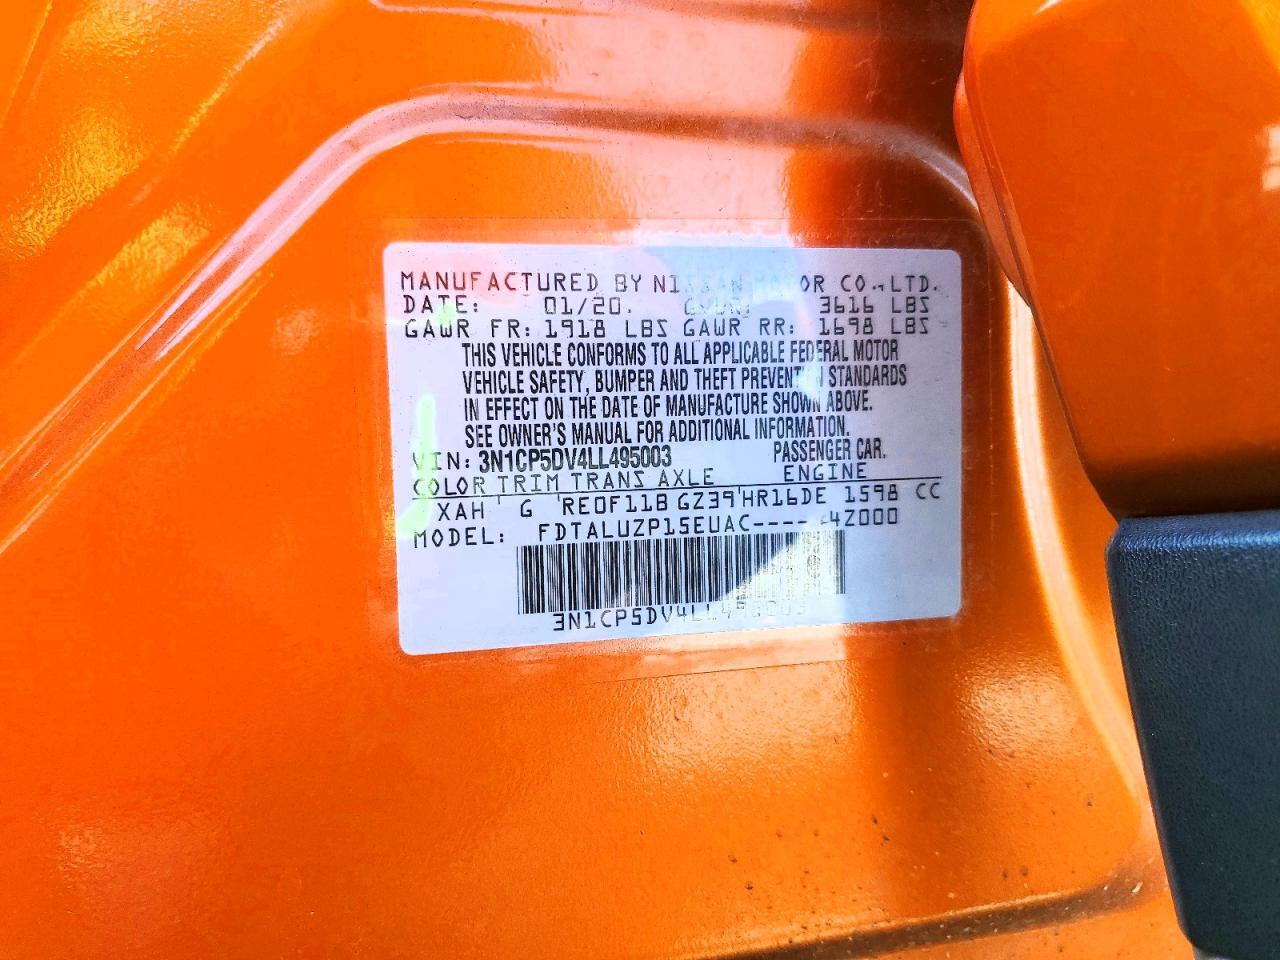 MANUFACTURED BY NISSAN MOTOR CO.,LTD.
DATE: 01/20. GVWR: 3616 LBS
GAWR FR: 1918 LBS GAWR RR: 1698 LBS
THIS VEHICLE CONFORMS TO ALL APPLICABLE FEDERAL MOTOR
VEHICLE SAFETY, BUMPER AND THEFT PREVENTION STANDARDS
IN EFFECT ON THE DATE OF MANUFACTURE SHOWN ABOVE.
SEE OWNER'S MANUAL FOR ADDITIONAL INFORMATION.
VIN: 3N1CP5DV4LL495003 PASSENGER CAR.
COLOR TRIM TRANS AXLE ENGINE
XAH G RE0F11B GZ39 HR16DE 1598 CC
MODEL: FDTALUZP15EUAC-----4Z000
3N1CP5DV4LL495003